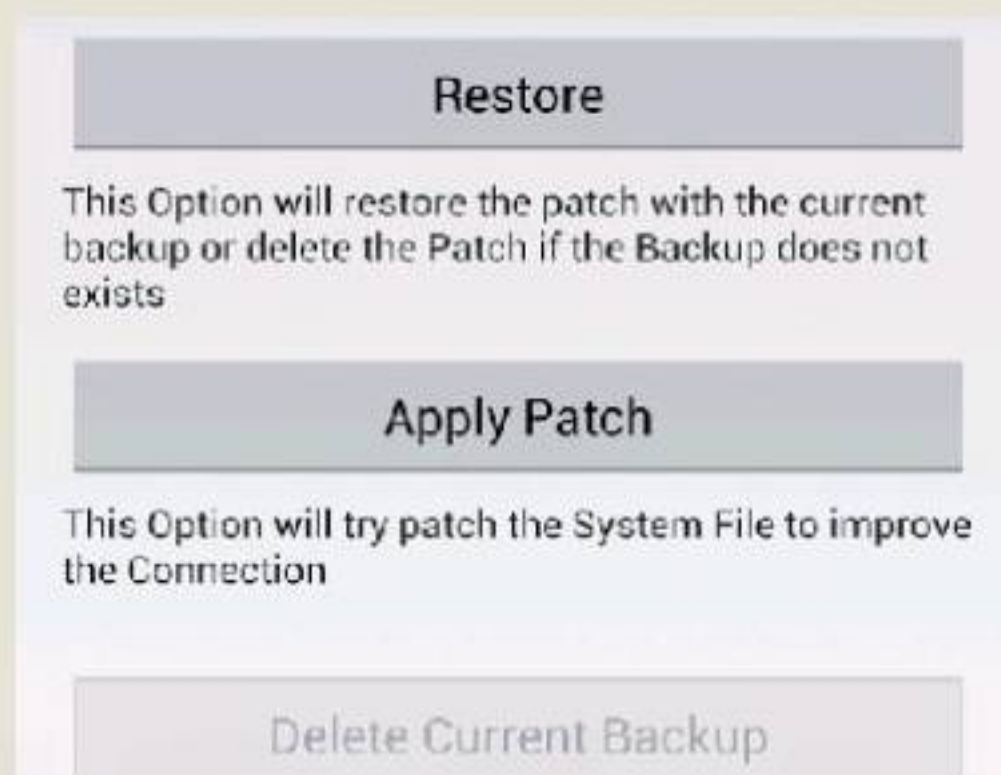 Restore
This Option will restore the patch with the current
backup or delete the Patch if the Backup does not
exists
Apply Patch
This Option will try patch the System File to improve
the Connection
Delete Current Backup